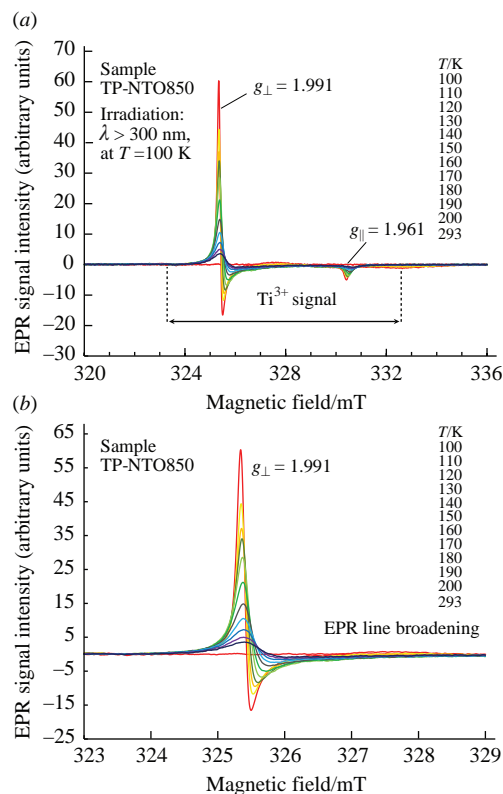 (a)
70
60
50
40
30
20
10
0
−10
−20
−30
EPR signal intensity (arbitrary units)
Sample
TP-NTO850
Irradiation:
λ > 300 nm,
at T =100 K
g⊥ = 1.991
g∥ = 1.961
Ti3+ signal
T/K
100
110
120
130
140
150
160
170
180
190
200
293
320 324 328 332 336
Magnetic field/mT
(b)
65
55
45
35
25
15
5
−5
−15
−25
EPR signal intensity (arbitrary units)
Sample
TP-NTO850
g⊥ = 1.991
T/K
100
110
120
130
140
150
160
170
180
190
200
293
EPR line broadening
323 324 325 326 327 328 329
Magnetic field/mT